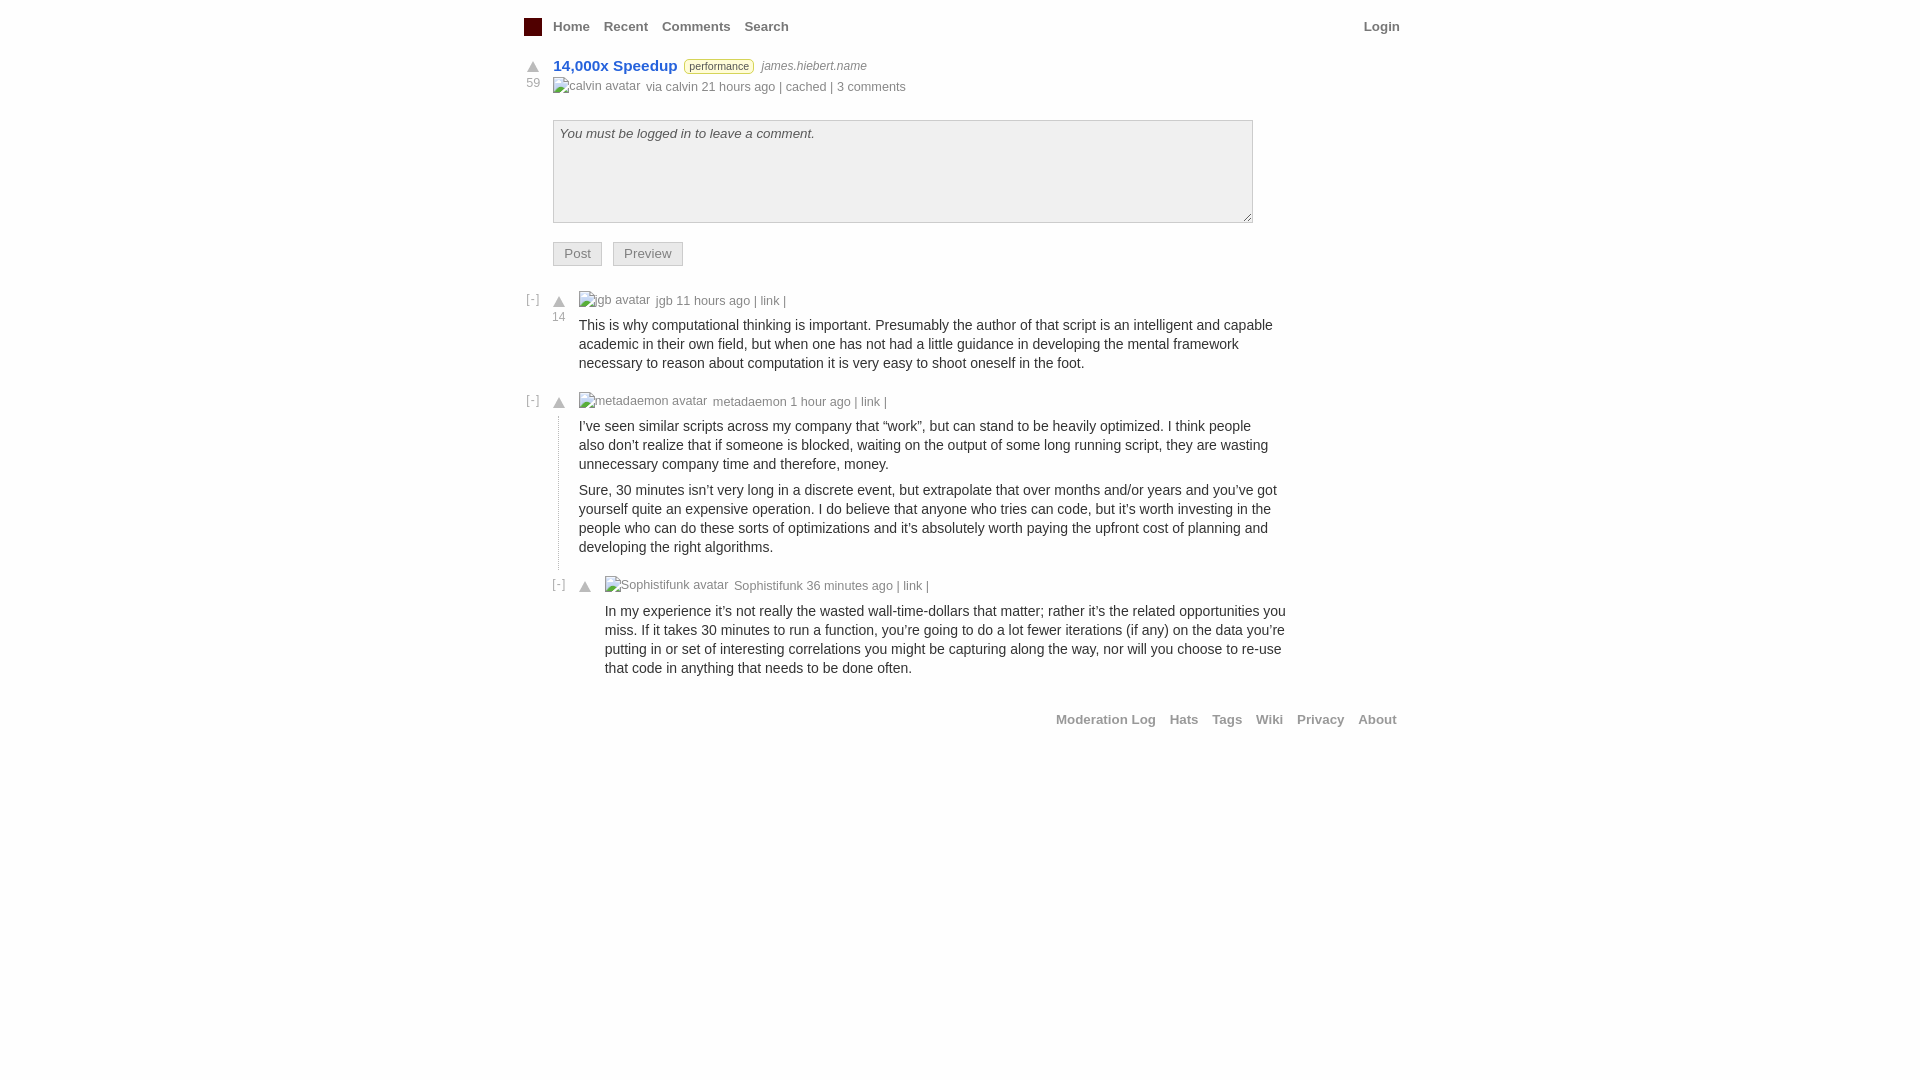 Home Recent Comments Search Login
14,000x Speedup performance james.hiebert.name
59
calvin avatar via calvin 21 hours ago | cached | 3 comments
You must be logged in to leave a comment.
Post Preview
[-] jgb avatar jgb 11 hours ago | link |
14
This is why computational thinking is important. Presumably the author of that script is an intelligent and capable
academic in their own field, but when one has not had a little guidance in developing the mental framework
necessary to reason about computation it is very easy to shoot oneself in the foot.
[-] metadaemon avatar metadaemon 1 hour ago | link |
I’ve seen similar scripts across my company that “work”, but can stand to be heavily optimized. I think people
also don’t realize that if someone is blocked, waiting on the output of some long running script, they are wasting
unnecessary company time and therefore, money.
Sure, 30 minutes isn’t very long in a discrete event, but extrapolate that over months and/or years and you’ve got
yourself quite an expensive operation. I do believe that anyone who tries can code, but it’s worth investing in the
people who can do these sorts of optimizations and it’s absolutely worth paying the upfront cost of planning and
developing the right algorithms.
[-] Sophistifunk avatar Sophistifunk 36 minutes ago | link |
In my experience it’s not really the wasted wall-time-dollars that matter; rather it’s the related opportunities you
miss. If it takes 30 minutes to run a function, you’re going to do a lot fewer iterations (if any) on the data you’re
putting in or set of interesting correlations you might be capturing along the way, nor will you choose to re-use
that code in anything that needs to be done often.
Moderation Log Hats Tags Wiki Privacy About